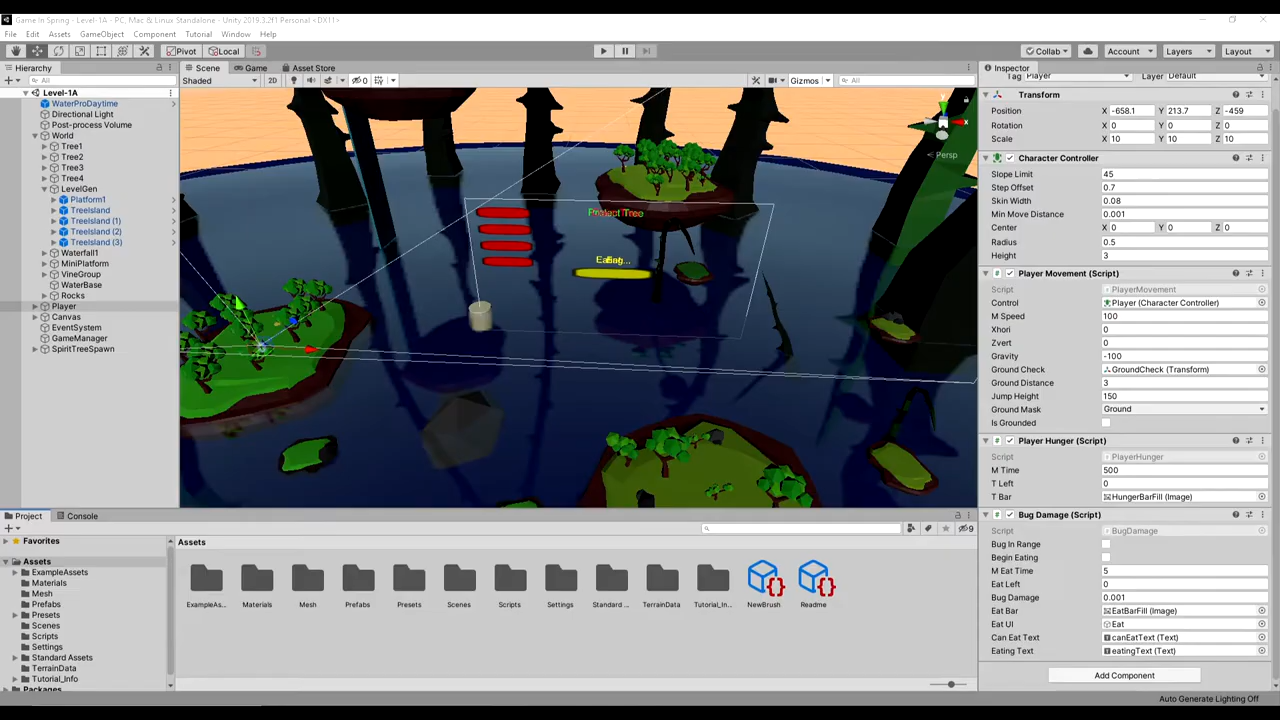 Game In Spring - Level-1A - PC, Mac & Linux Standalone - Unity 2019.3.2f1 Personal <DX11>
File Edit Assets GameObject Component Tutorial Window Help
Pivot Local Collab Account Layers Layout
Hierarchy
All
Level-1A
WaterProDaytime
Directional Light
Post-process Volume
World
Tree1
Tree2
Tree3
Tree4
LevelGen
Platform1
TreeIsland
TreeIsland (1)
TreeIsland (2)
TreeIsland (3)
Waterfall1
MiniPlatform
VineGroup
WaterBase
Rocks
Player
Canvas
EventSystem
GameManager
SpiritTreeSpawn
Scene Game Asset Store
Shaded 2D 0 Gizmos All
y
x
Persp
Protect Tree
Inspector
Tag Player Layer Default
Transform
Position X -658.1 Y 213.7 Z -459
Rotation X 0 Y 0 Z 0
Scale X 10 Y 10 Z 10
Character Controller
Slope Limit 45
Step Offset 0.7
Skin Width 0.08
Min Move Distance 0.001
Center X 0 Y 0 Z 0
Radius 0.5
Height 3
Player Movement (Script)
Script PlayerMovement
Control Player (Character Controller)
M Speed 100
Xhori 0
Zvert 0
Gravity -100
Ground Check GroundCheck (Transform)
Ground Distance 3
Jump Height 150
Ground Mask Ground
Is Grounded
Player Hunger (Script)
Script PlayerHunger
M Time 500
T Left 0
T Bar HungerBarFill (Image)
Bug Damage (Script)
Script BugDamage
Bug In Range
Begin Eating
M Eat Time 5
Eat Left 0
Bug Damage 0.001
Eat Bar EatBarFill (Image)
Eat UI Eat
Can Eat Text canEatText (Text)
Eating Text eatingText (Text)
Add Component
Project Console
9
Favorites
Assets
ExampleAssets
Materials
Mesh
Prefabs
Presets
Scenes
Scripts
Settings
Standard Assets
TerrainData
Tutorial_Info
Packages
Assets
ExampleAs... Materials Mesh Prefabs Presets Scenes Scripts Settings Standard ... TerrainData Tutorial_In... NewBrush Readme
Auto Generate Lighting Off